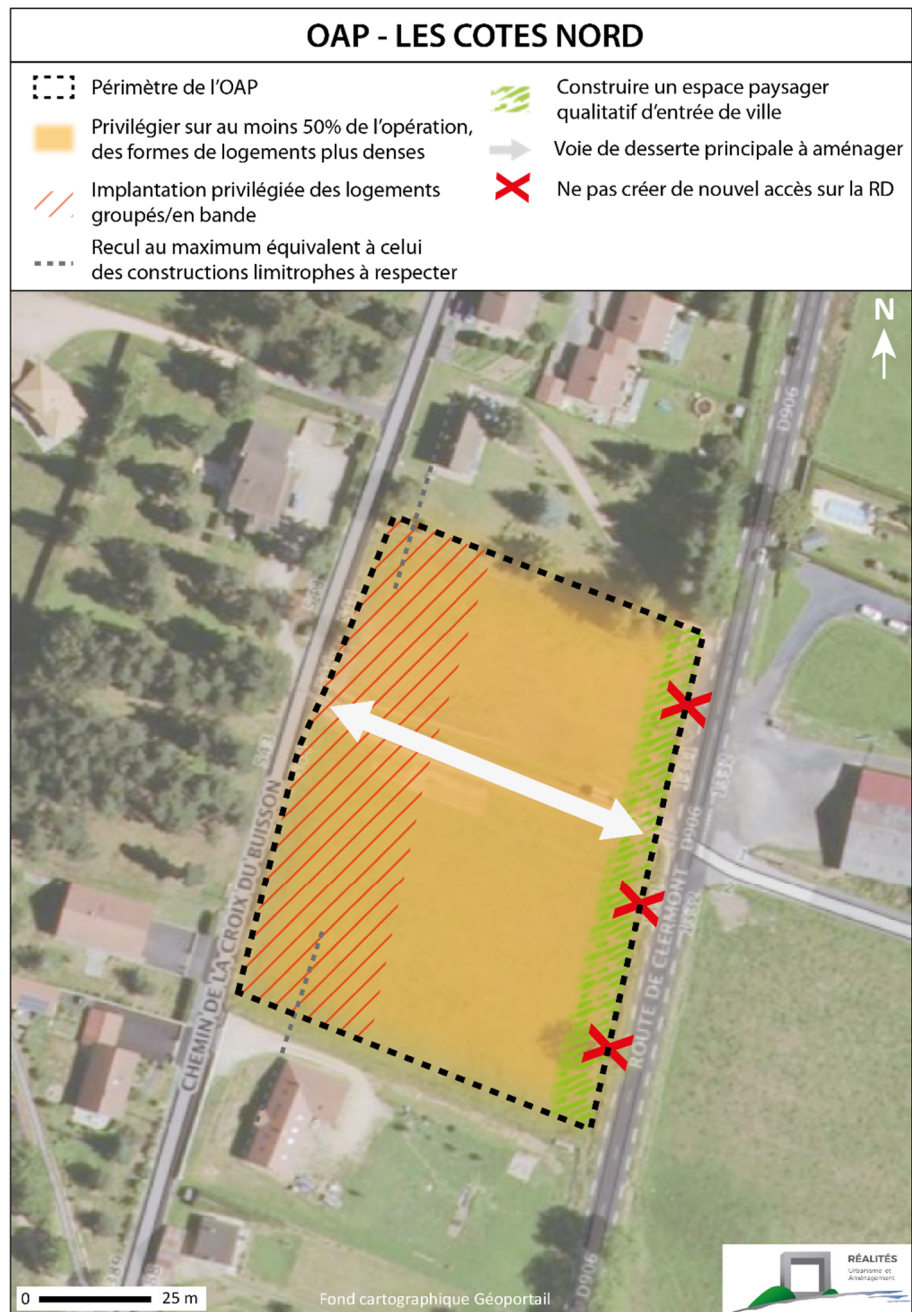 OAP - LES COTES NORD
Périmètre de l'OAP
Privilégier sur au moins 50% de l'opération,
des formes de logements plus denses
Implantation privilégiée des logements
groupés/en bande
Recul au maximum équivalent à celui
des constructions limitrophes à respecter
Construire un espace paysager
qualitatif d'entrée de ville
Voie de desserte principale à aménager
Ne pas créer de nouvel accès sur la RD
N
D906
D906
CHEMIN DE LA CROIX DU BUISSON
ROUTE DE CLERMONT
D906
0 25 m
Fond cartographique Géoportail
RÉALITÉS
Urbanisme et
Aménagement